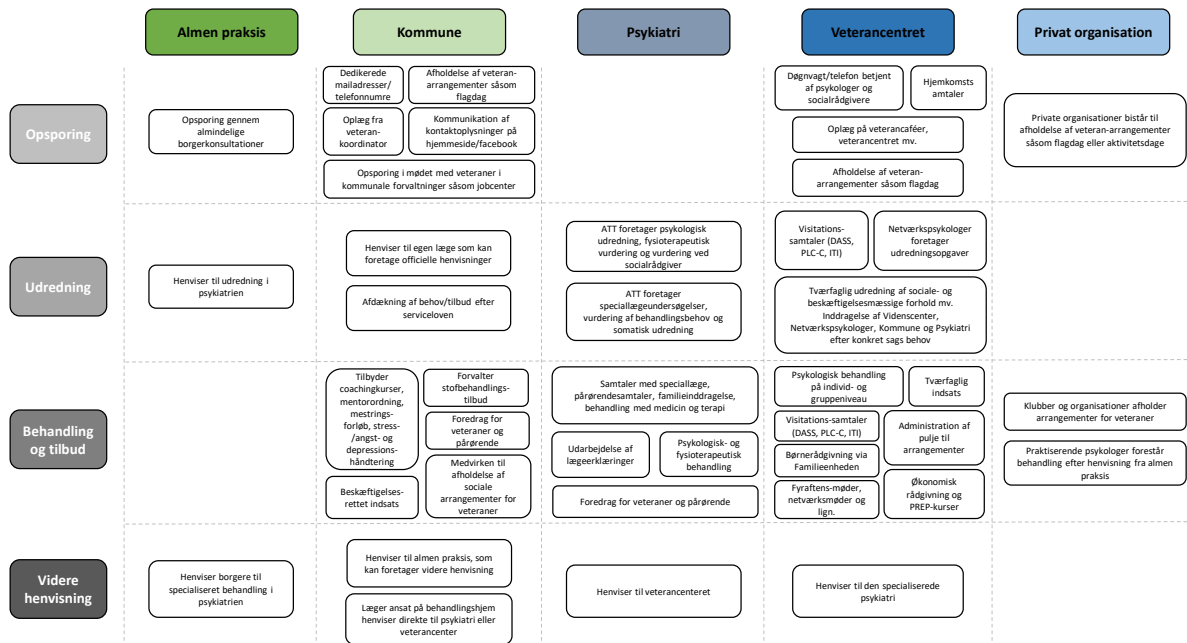 Almen praksis
Kommune
Psykiatri
Veterancentret
Privat organisation
Opsporing
Opsporing gennem
almindelige
borgerkonsultationer
Dedikerede
mailadresser/
telefonnumre
Afholdelse af veteran-
arrangementer såsom
flagdag
Oplæg fra
veteran-
koordinator
Kommunikation af
kontaktoplysninger på
hjemmeside/facebook
Opsporing i mødet med veteraner i
kommunale forvaltninger såsom jobcenter
Døgnvagt/telefon betjent
af psykologer og
socialrådgivere
Hjemkomsts
amtaler
Oplæg på veterancaféer,
veterancentret mv.
Afholdelse af veteran-
arrangementer såsom flagdag
Private organisationer bistår til
afholdelse af veteran-arrangementer
såsom flagdag eller aktivitetsdage
Udredning
Henviser til udredning i
psykiatrien
Henviser til egen læge som kan
foretage officielle henvisninger
Afdækning af behov/tilbud efter
serviceloven
ATT foretager psykologisk
udredning, fysioterapeutisk
vurdering og vurdering ved
socialrådgiver
ATT foretager
speciallægeundersøgelser,
vurdering af behandlingsbehov og
somatisk udredning
Visitations-
samtaler (DASS,
PLC-C, ITI)
Netværkspsykologer
foretager
udredningsopgaver
Tværfaglig udredning af sociale- og
beskæftigelsesmæssige forhold mv.
Inddragelse af Videnscenter,
Netværkspsykologer, Kommune og Psykiatri
efter konkret sags behov
Behandling
og tilbud
Tilbyder
coachingkurser,
mentorordning,
mestrings-
forløb, stress-
/angst- og
depressions-
håndtering
Beskæftigelses-
rettet indsats
Forvalter
stofbehandlings-
tilbud
Foredrag for
veteraner og
pårørende
Medvirken til
afholdelse af
sociale
arrangementer for
veteraner
Samtaler med speciallæge,
pårørendesamtaler, familieinddragelse,
behandling med medicin og terapi
Udarbejdelse af
lægeerklæringer
Psykologisk- og
fysioterapeutisk
behandling
Foredrag for veteraner og pårørende
Psykologisk behandling
på individ- og
gruppeniveau
Tværfaglig
indsats
Visitations-samtaler
(DASS, PLC-C, ITI)
Børnerådgivning via
Familieenheden
Fyraftens-møder,
netværksmøder og
lign.
Administration af
pulje til
arrangementer
Økonomisk
rådgivning og
PREP-kurser
Klubber og organisationer afholder
arrangementer for veteraner
Praktiserende psykologer forestår
behandling efter henvisning fra almen
praksis
Videre
henvisning
Henviser borgere til
specialiseret behandling i
psykiatrien
Henviser til almen praksis, som
kan foretager videre henvisning
Læger ansat på behandlingshjem
henviser direkte til psykiatri eller
veterancenter
Henviser til veterancenteret
Henviser til den specialiserede
psykiatri